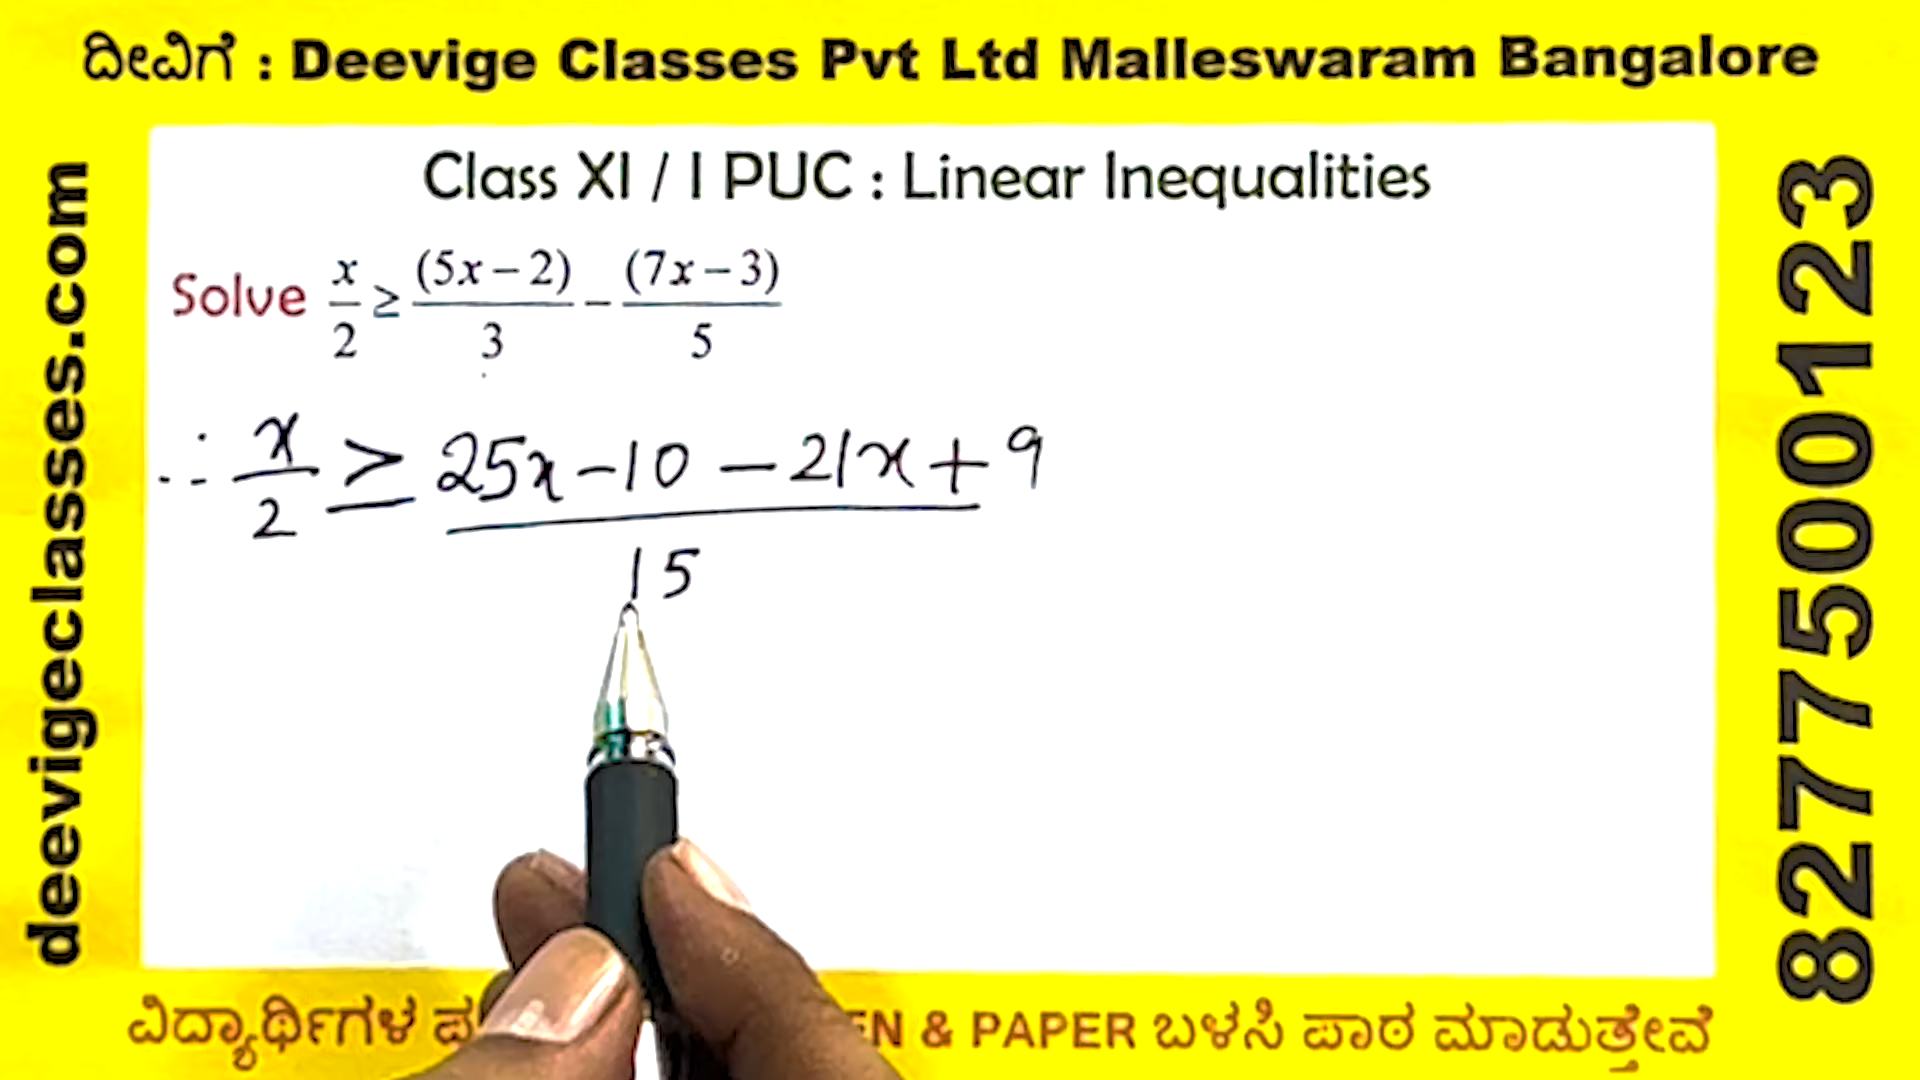 ದೀವಿಗೆ : Deevige Classes Pvt Ltd Malleswaram Bangalore
deevigeclasses.com
Class XI / I PUC : Linear Inequalities
Solve x/2 ≥ (5x−2)/3 − (7x−3)/5
∴ x/2 ≥ (25x−10−21x+9)/15
8277500123
ವಿದ್ಯಾರ್ಥಿಗಳ & PAPER ಬಳಸಿ ಪಾಠ ಮಾಡುತ್ತೇವೆ